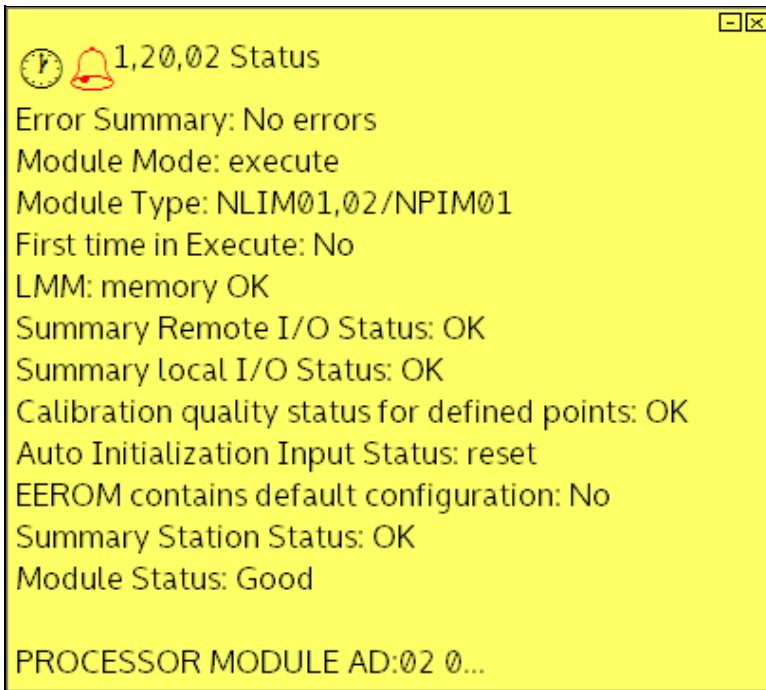 1,20,02 Status
Error Summary: No errors
Module Mode: execute
Module Type: NLIM01,02/NPIM01
First time in Execute: No
LMM: memory OK
Summary Remote I/O Status: OK
Summary local I/O Status: OK
Calibration quality status for defined points: OK
Auto Initialization Input Status: reset
EEROM contains default configuration: No
Summary Station Status: OK
Module Status: Good
PROCESSOR MODULE AD:02 0...